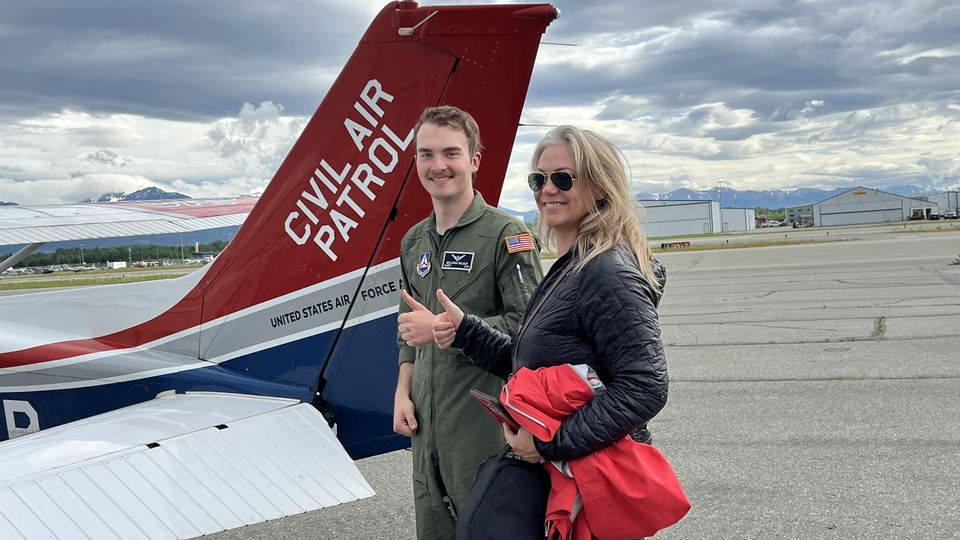 CIVIL AIR
PATROL
UNITED STATES AIR FORCE A
P